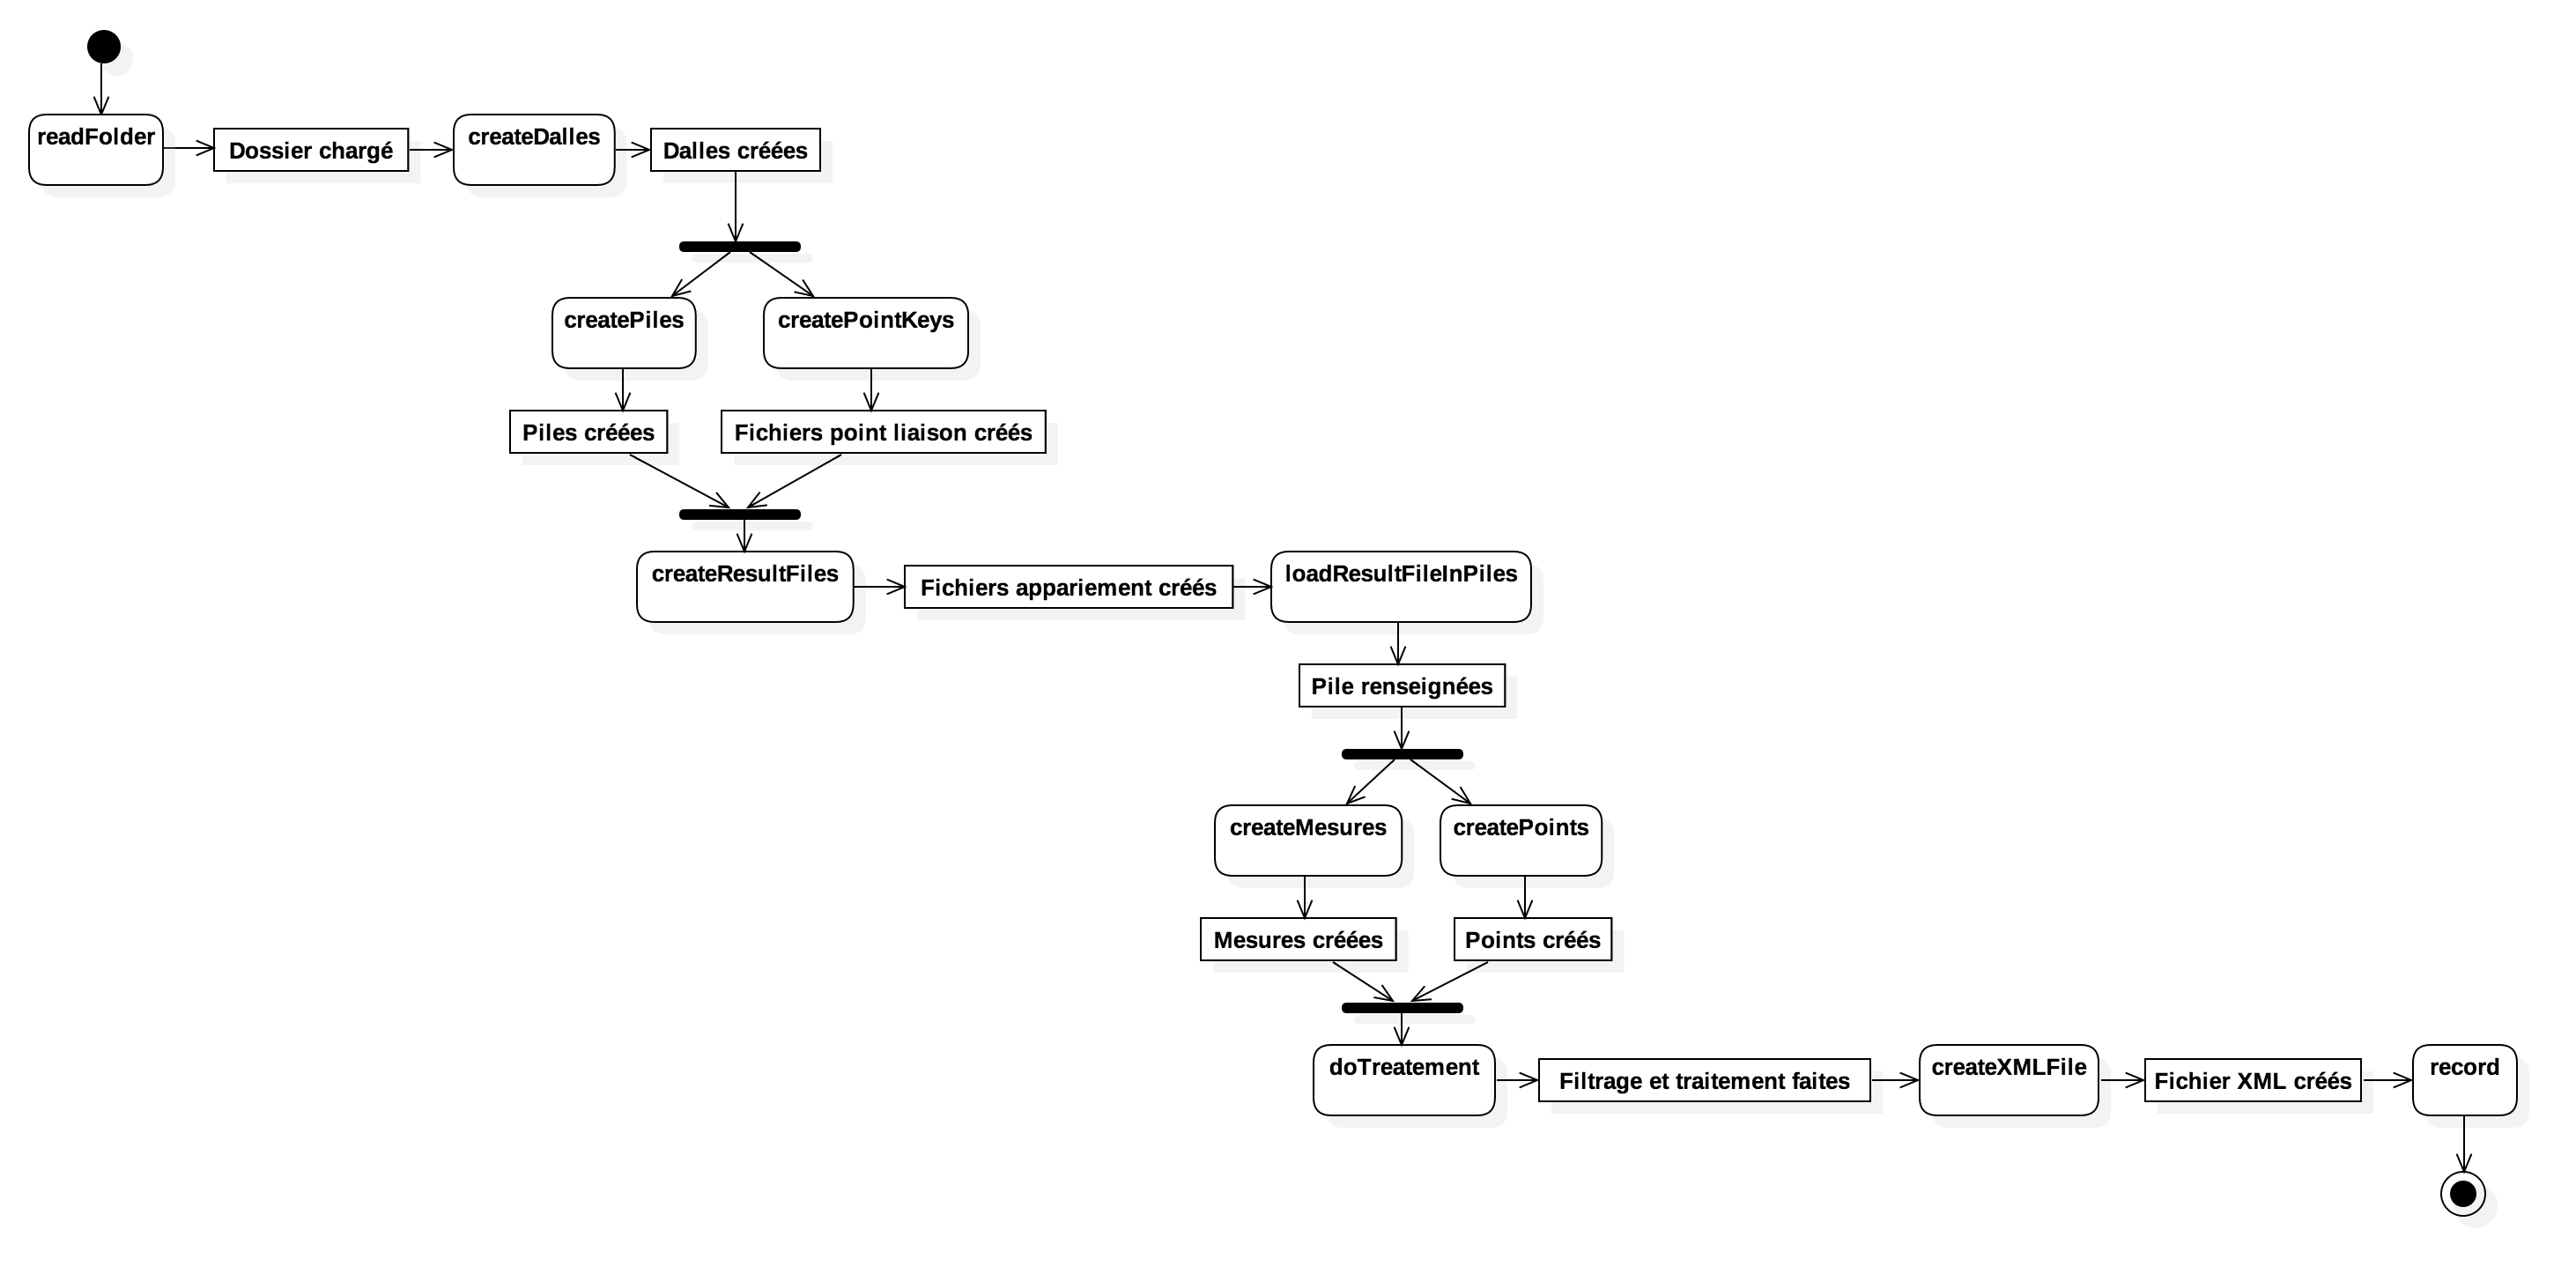 readFolder
Dossier chargé
createDalles
Dalles créées
createPiles
createPointKeys
Piles créées
Fichiers point liaison créés
createResultFiles
Fichiers appariement créés
loadResultFileInPiles
Pile renseignées
createMesures
createPoints
Mesures créées
Points créés
doTreatement
Filtrage et traitement faites
createXMLFile
Fichier XML créés
record